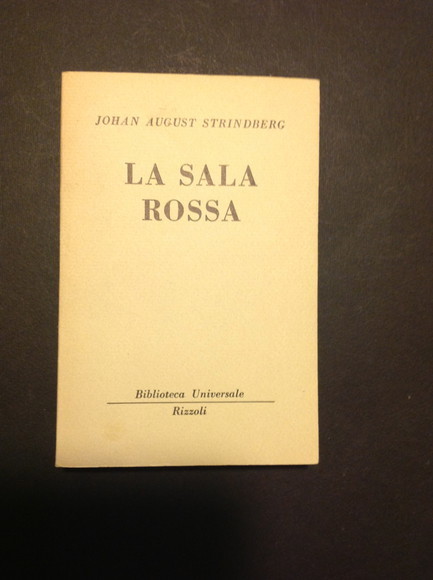 JOHAN AUGUST STRINDBERG
LA SALA
ROSSA
Biblioteca Universale
Rizzoli